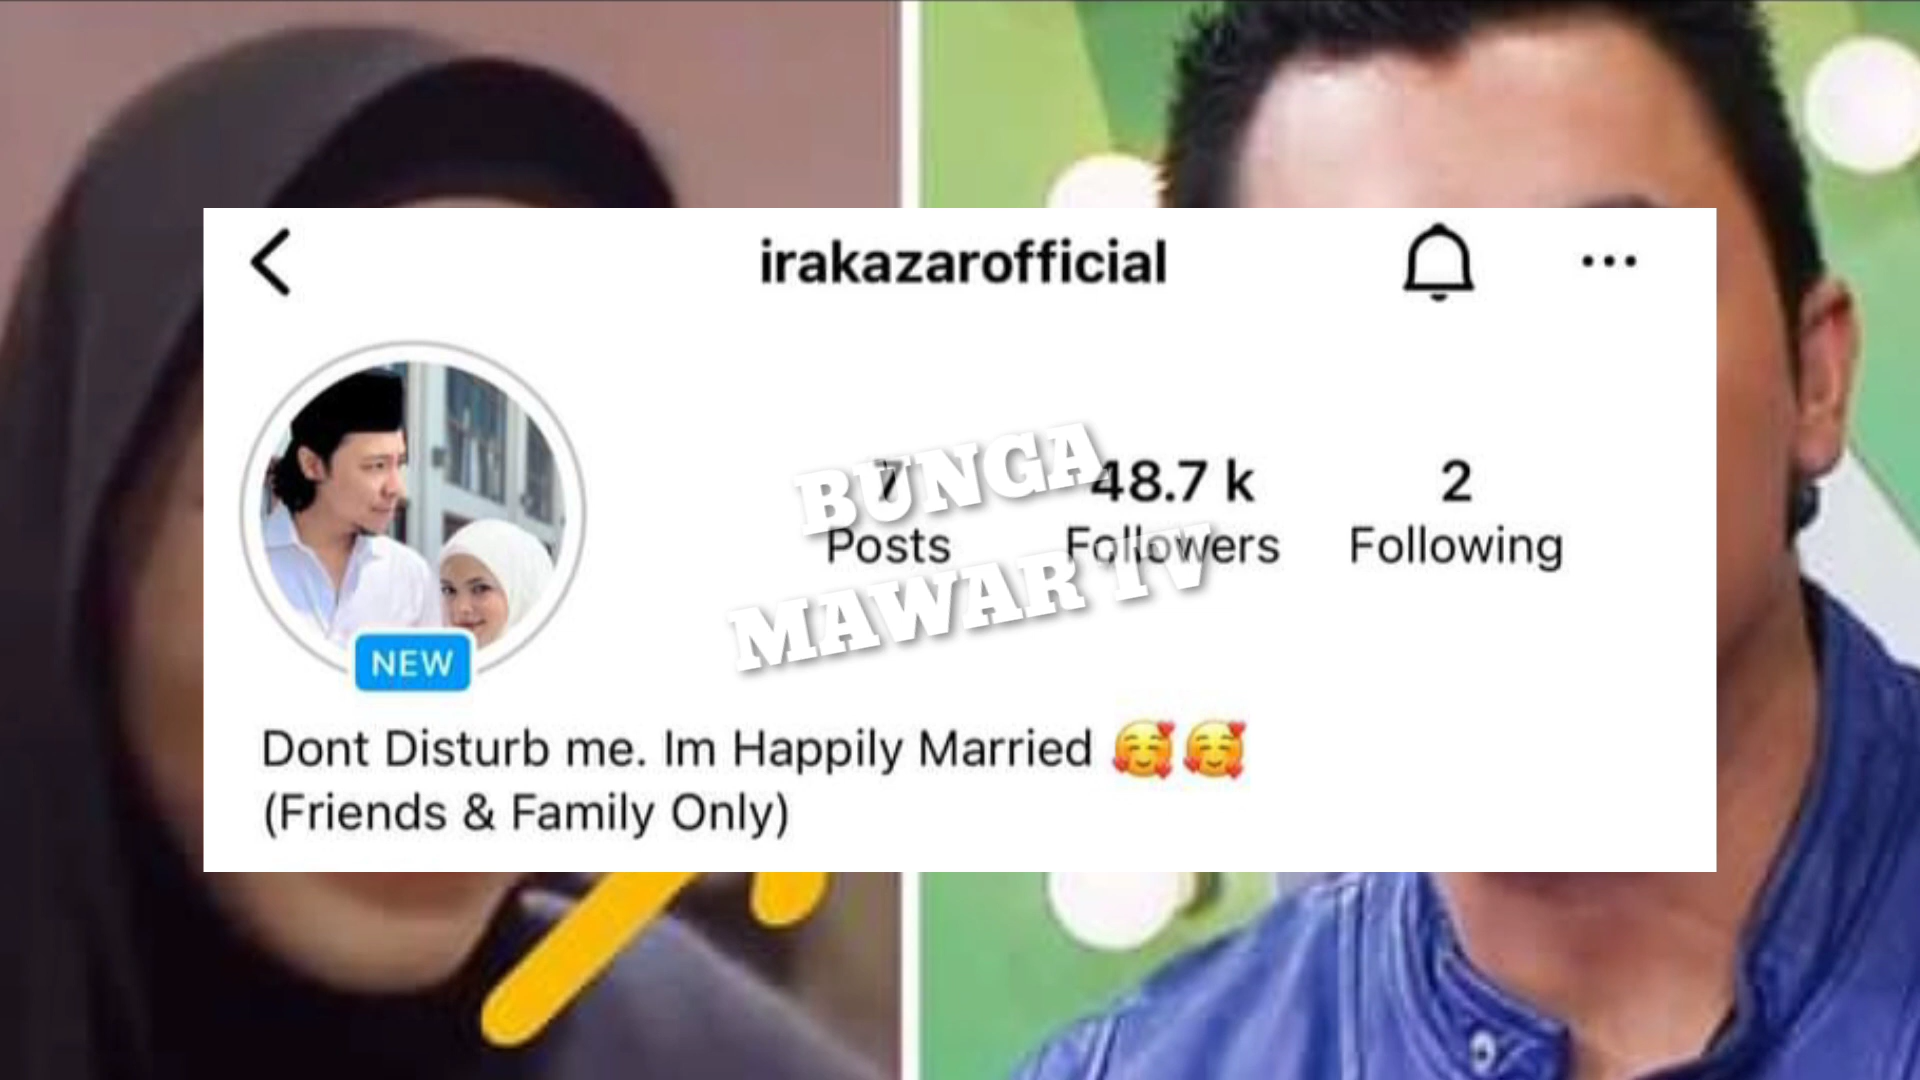 irakazarofficial
7 48.7 k 2
Posts Followers Following
BUNGA
MAWAR TV
NEW
Dont Disturb me. Im Happily Married 🥰🥰
(Friends & Family Only)